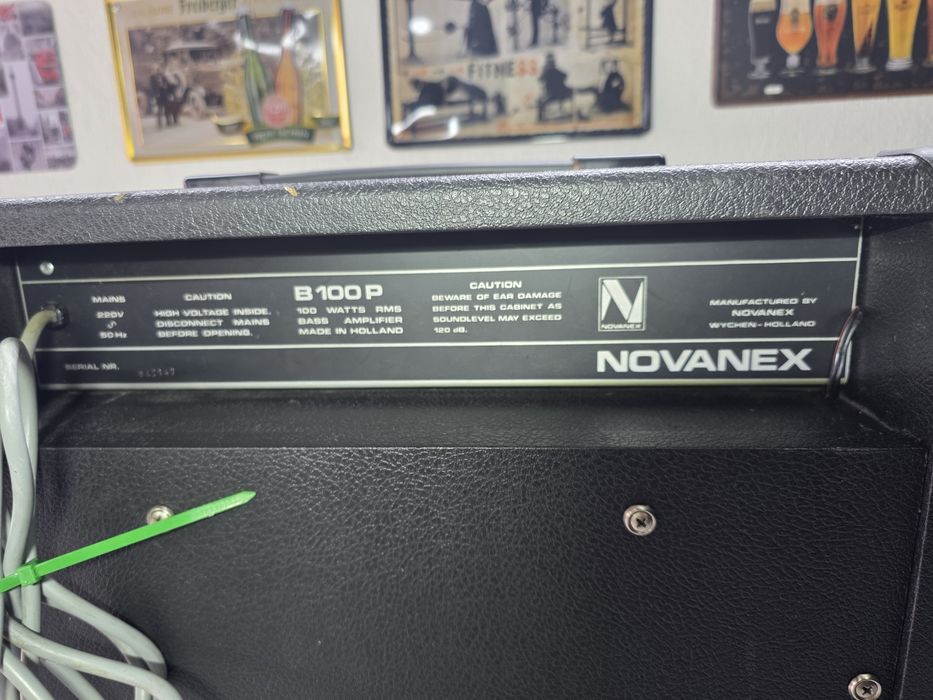 Freiberger
FITNESS
MAINS
220V
50 Hz
CAUTION
HIGH VOLTAGE INSIDE.
DISCONNECT MAINS
BEFORE OPENING.
B100P
100 WATTS RMS
BASS AMPLIFIER
MADE IN HOLLAND
CAUTION
BEWARE OF EAR DAMAGE
BEFORE THIS CABINET AS
SOUNDLEVEL MAY EXCEED
120 dB.
N
NOVANEX
MANUFACTURED BY
NOVANEX
WYCHEN-HOLLAND
SERIAL NR.
NOVANEX